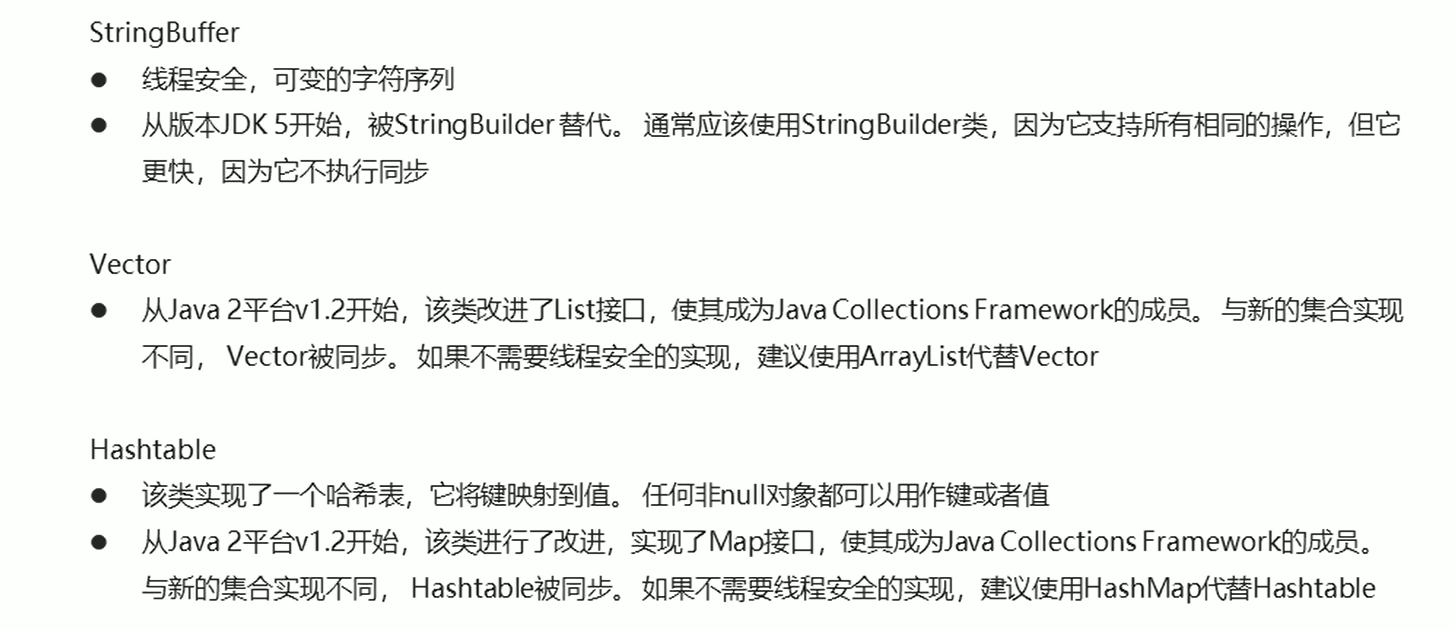 StringBuffer
● 线程安全，可变的字符序列
● 从版本JDK 5开始，被StringBuilder 替代。 通常应该使用StringBuilder类，因为它支持所有相同的操作，但它
更快，因为它不执行同步
Vector
● 从Java 2平台v1.2开始，该类改进了List接口，使其成为Java Collections Framework的成员。 与新的集合实现
不同， Vector被同步。 如果不需要线程安全的实现，建议使用ArrayList代替Vector
Hashtable
● 该类实现了一个哈希表，它将键映射到值。 任何非null对象都可以用作键或者值
● 从Java 2平台v1.2开始，该类进行了改进，实现了Map接口，使其成为Java Collections Framework的成员。
与新的集合实现不同， Hashtable被同步。 如果不需要线程安全的实现，建议使用HashMap代替Hashtable